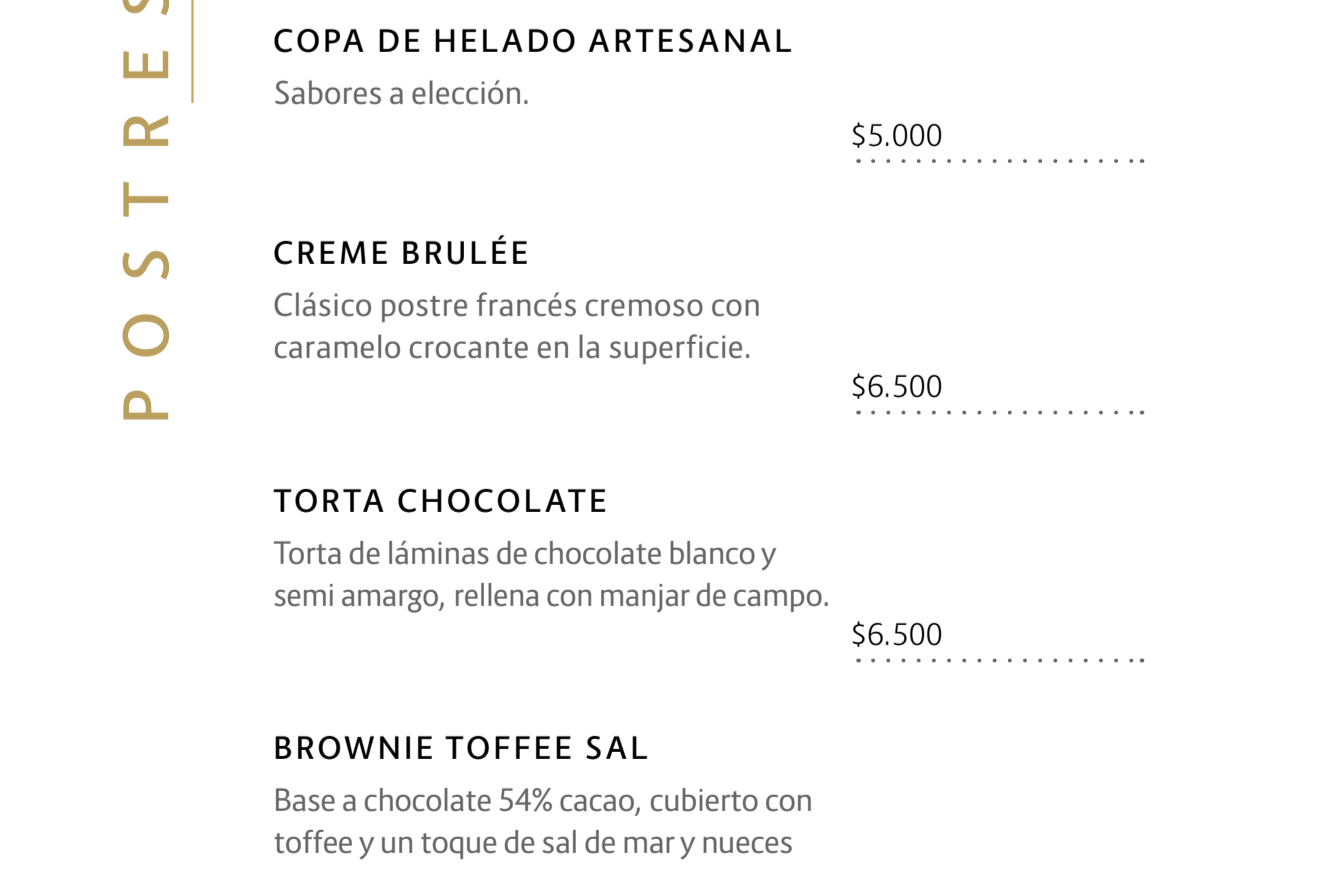 POSTRES
COPA DE HELADO ARTESANAL
Sabores a elección.
$5.000
CREME BRULÉE
Clásico postre francés cremoso con
caramelo crocante en la superficie.
$6.500
TORTA CHOCOLATE
Torta de láminas de chocolate blanco y
semi amargo, rellena con manjar de campo.
$6.500
BROWNIE TOFFEE SAL
Base a chocolate 54% cacao, cubierto con
toffee y un toque de sal de mar y nueces